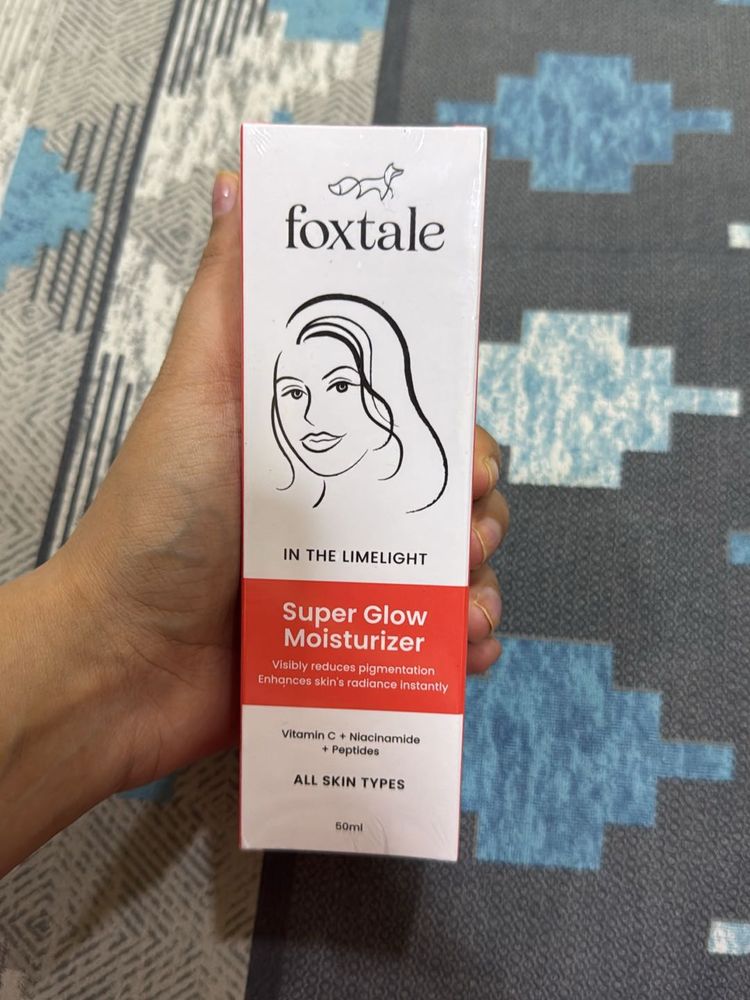 foxtale
IN THE LIMELIGHT
Super Glow
Moisturizer
Visibly reduces pigmentation
Enhances skin's radiance instantly
Vitamin C + Niacinamide
+ Peptides
ALL SKIN TYPES
50ml